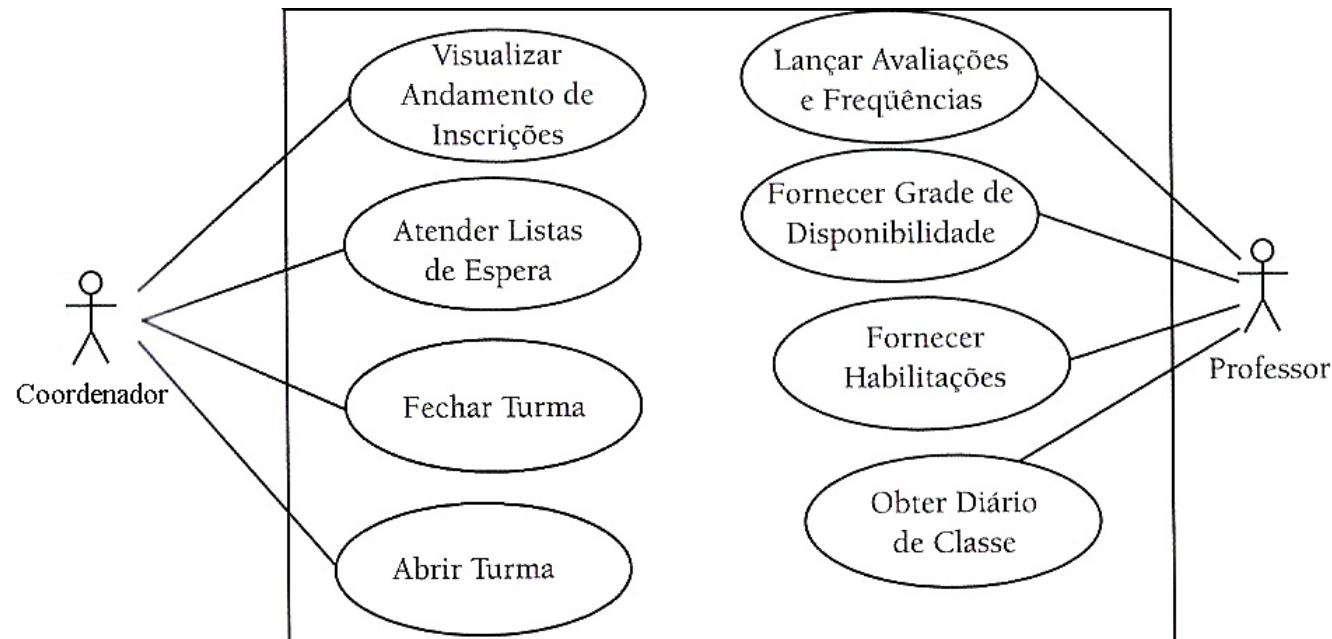 Visualizar
Andamento de
Inscrições
Atender Listas
de Espera
Fechar Turma
Abrir Turma
Coordenador
Lançar Avaliações
e Freqüências
Fornecer Grade de
Disponibilidade
Fornecer
Habilitações
Obter Diário
de Classe
Professor